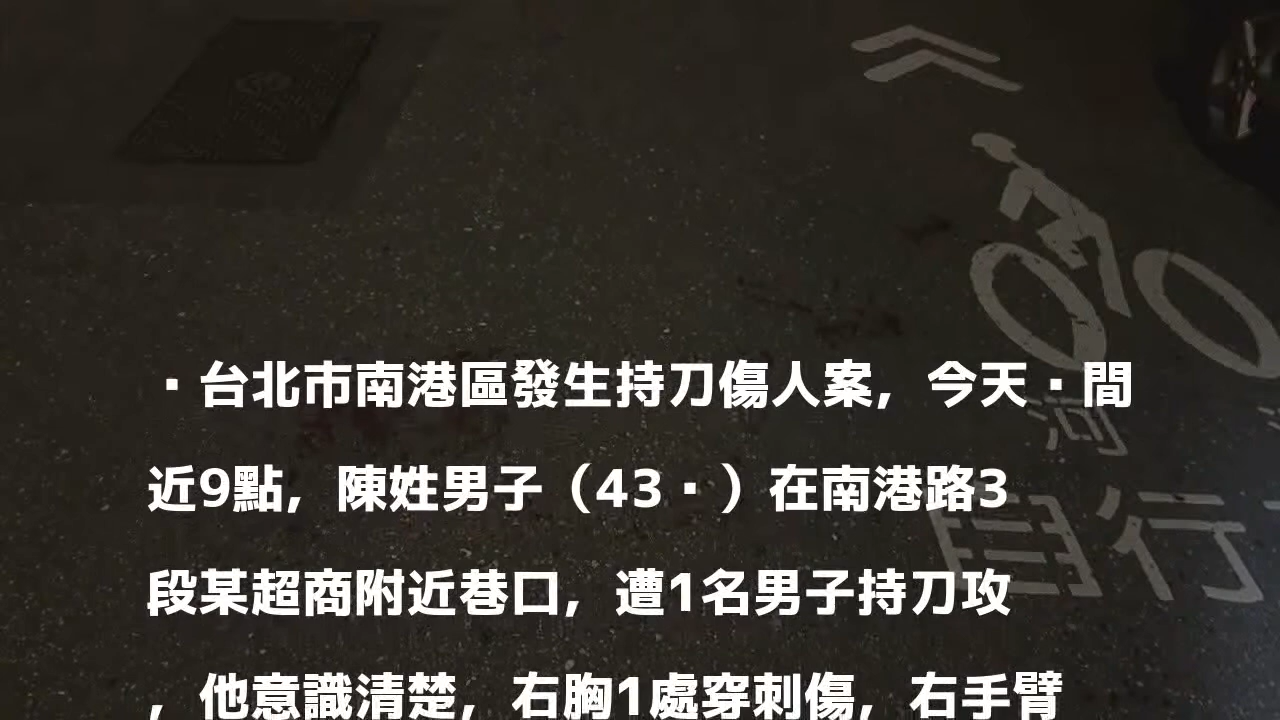 ▪台北市南港區發生持刀傷人案，今天▪間
近9點，陳姓男子（43▪）在南港路3
段某超商附近巷口，遭1名男子持刀攻
，他意識清楚，右胸1處穿刺傷，右手臂
河
自行